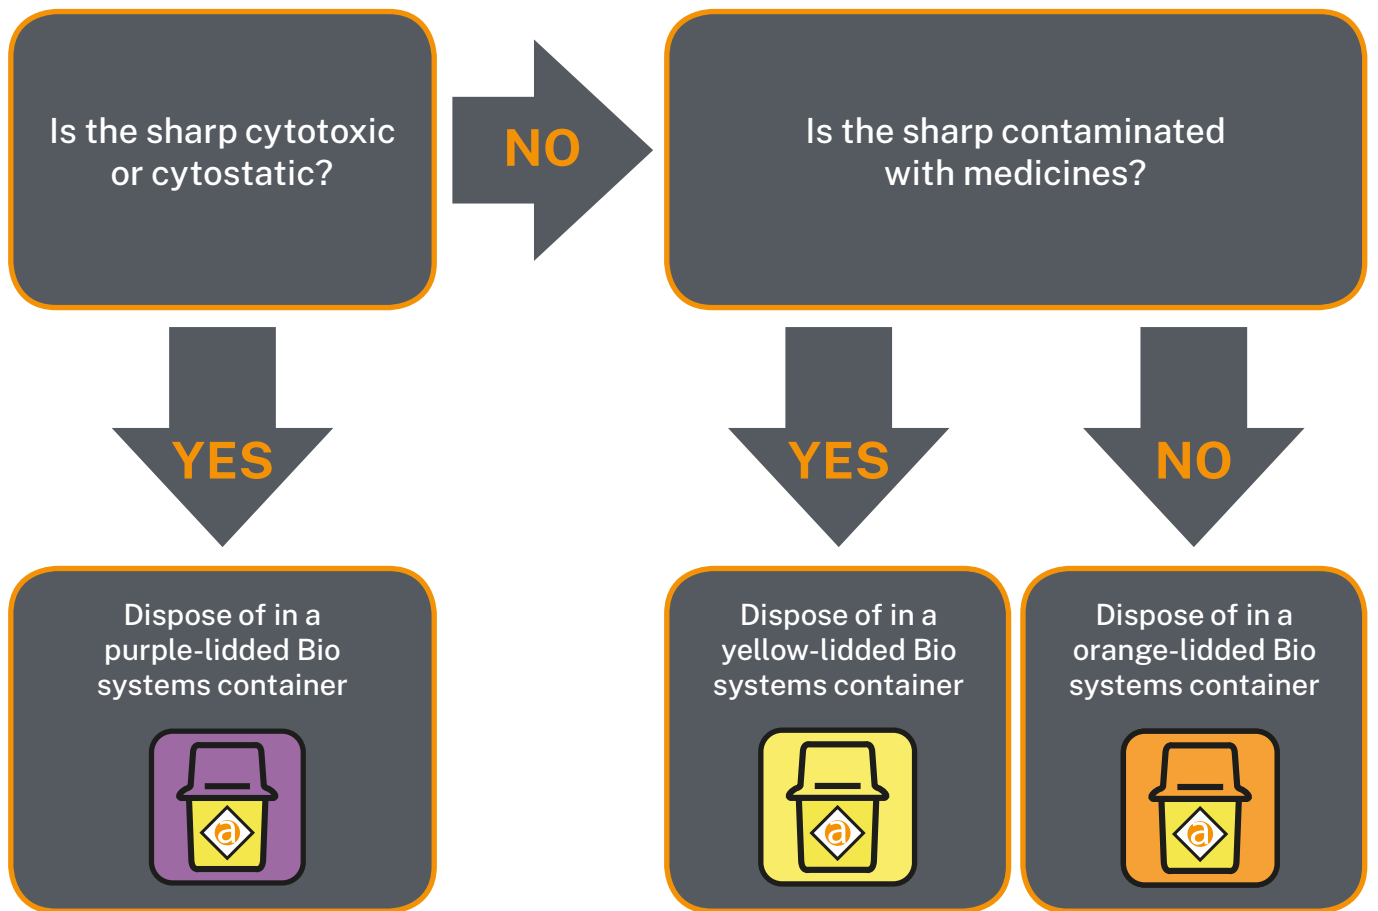 Is the sharp cytotoxic
or cytostatic?
NO
Is the sharp contaminated
with medicines?
YES
YES
NO
Dispose of in a
purple-lidded Bio
systems container
Dispose of in a
yellow-lidded Bio
systems container
Dispose of in a
orange-lidded Bio
systems container
a
a
a